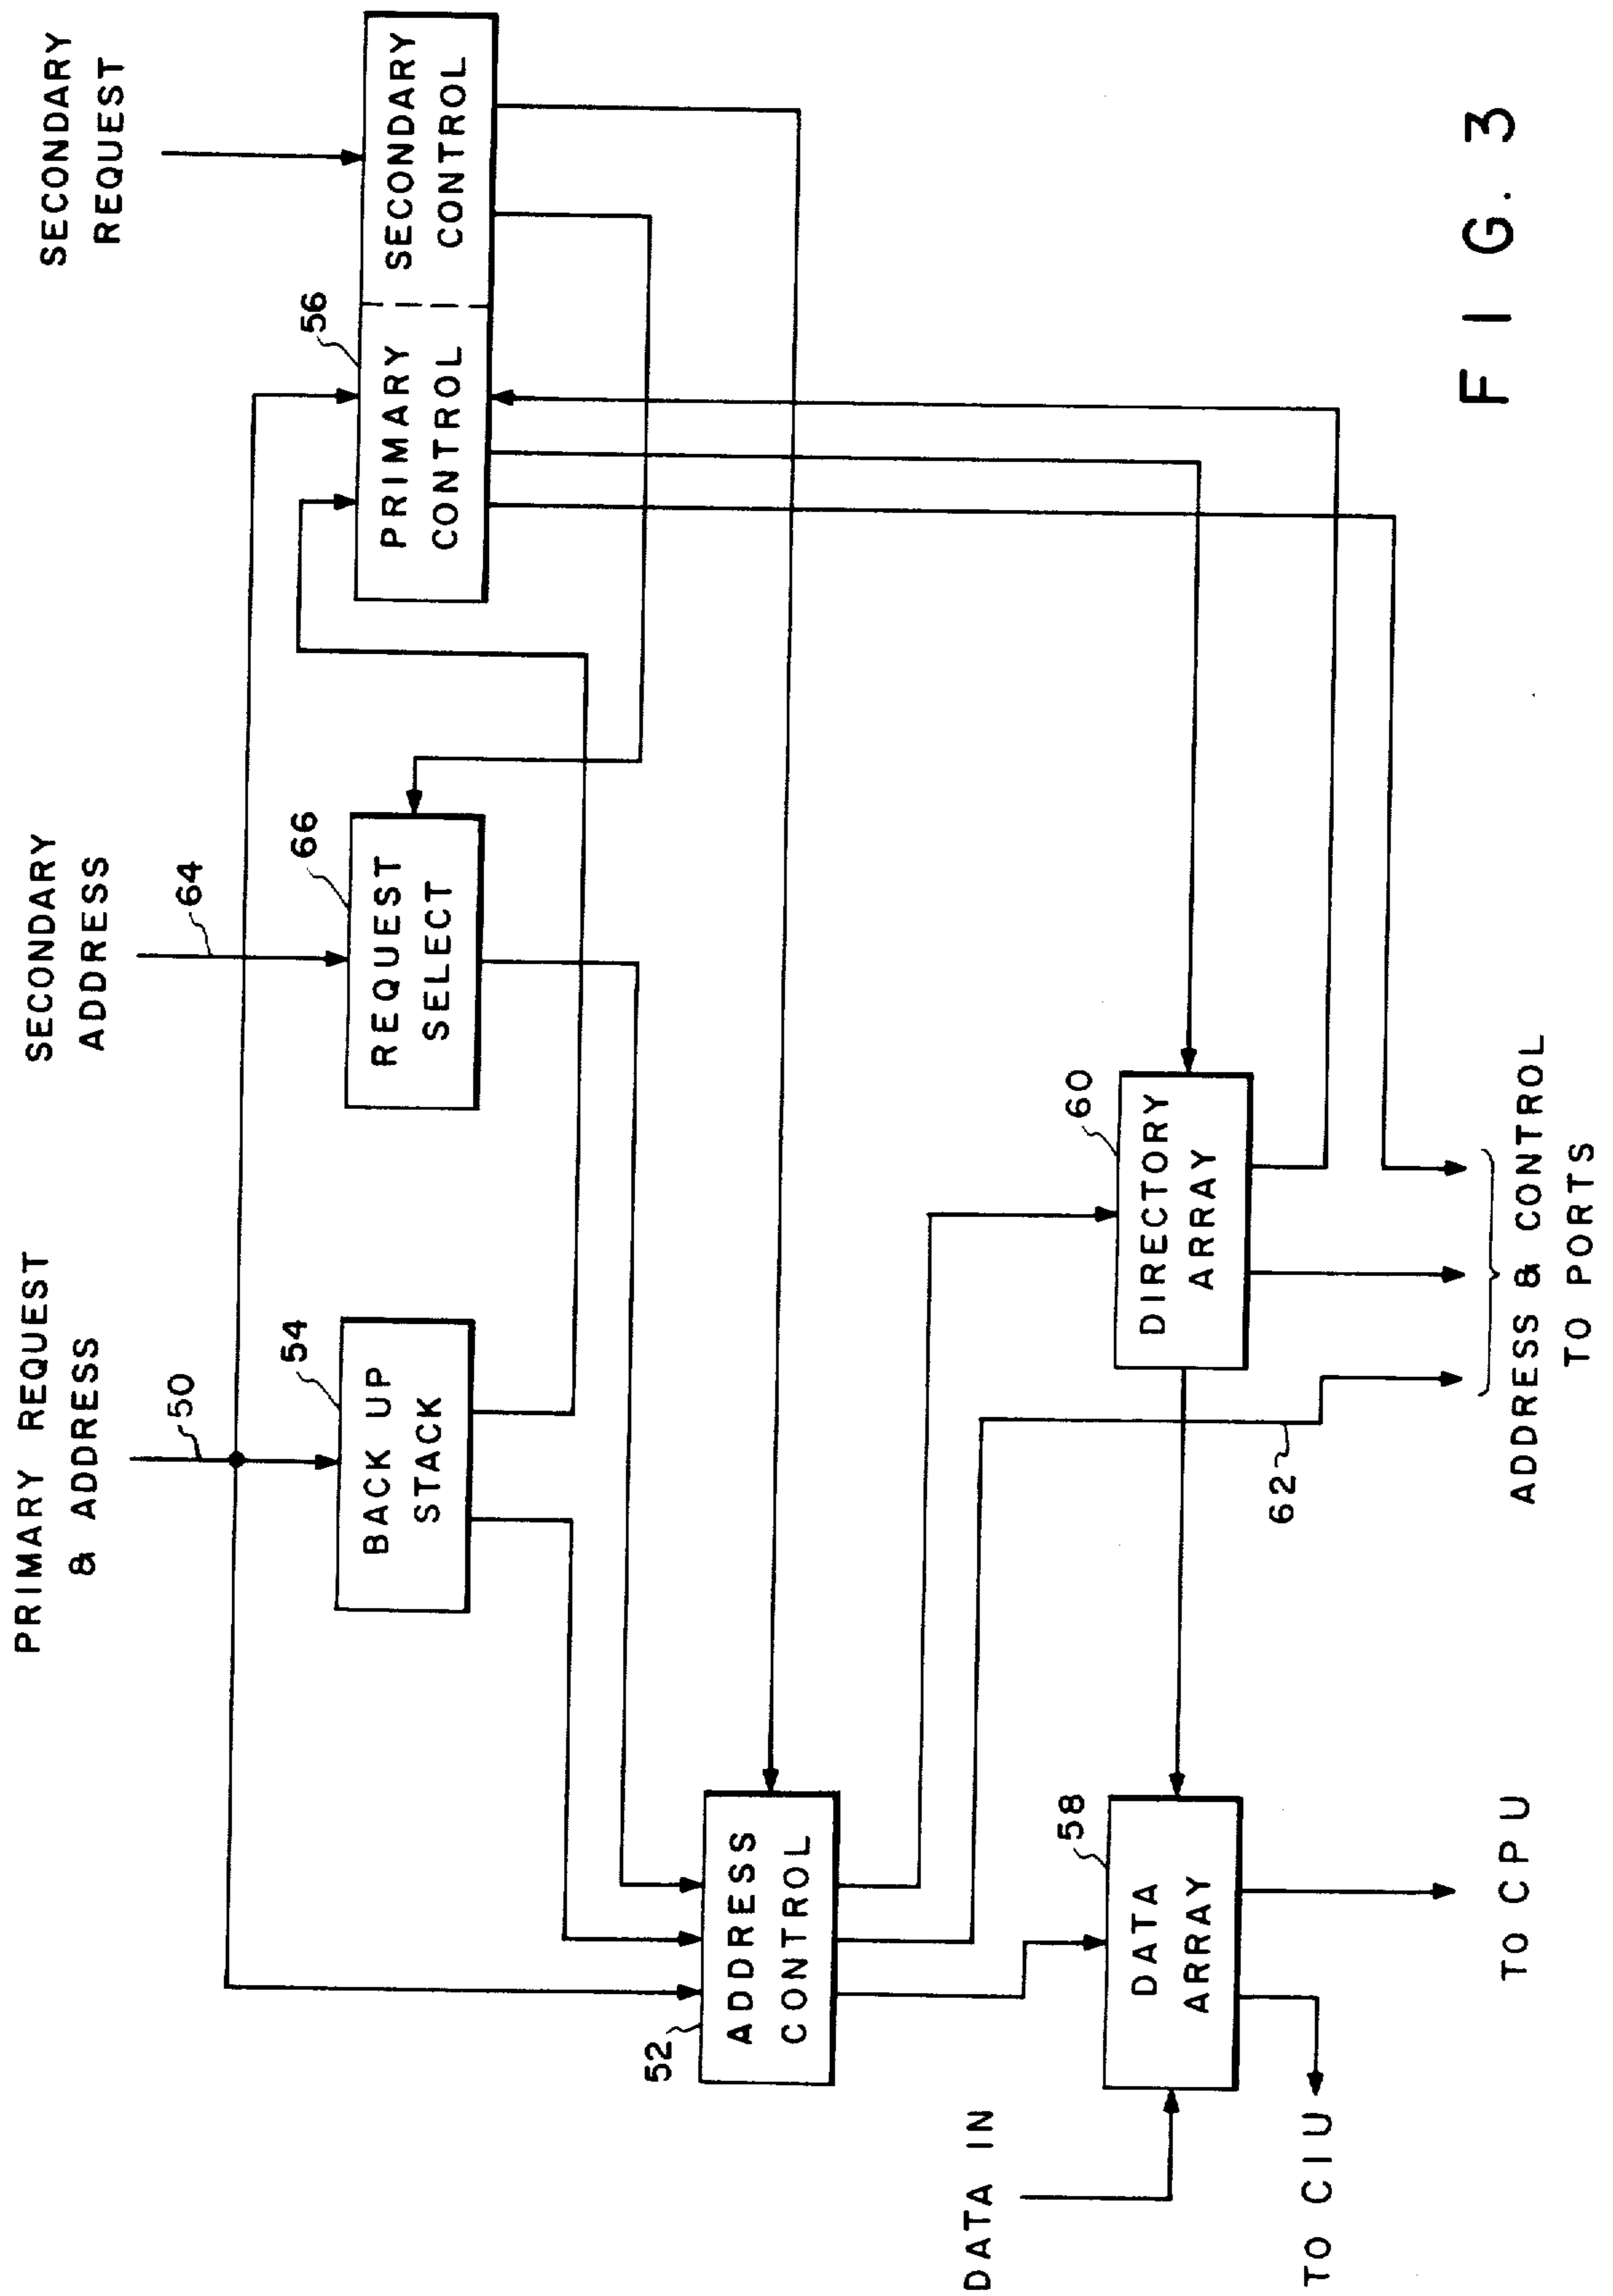 PRIMARY REQUEST
& ADDRESS
50
SECONDARY
ADDRESS
64
SECONDARY
REQUEST
54
BACK UP
STACK
66
REQUEST
SELECT
56
PRIMARY
CONTROL
SECONDARY
CONTROL
52
ADDRESS
CONTROL
DATA IN
58
DATA
ARRAY
60
DIRECTORY
ARRAY
62
TO CIU
TO CPU
ADDRESS & CONTROL
TO PORTS
FIG. 3